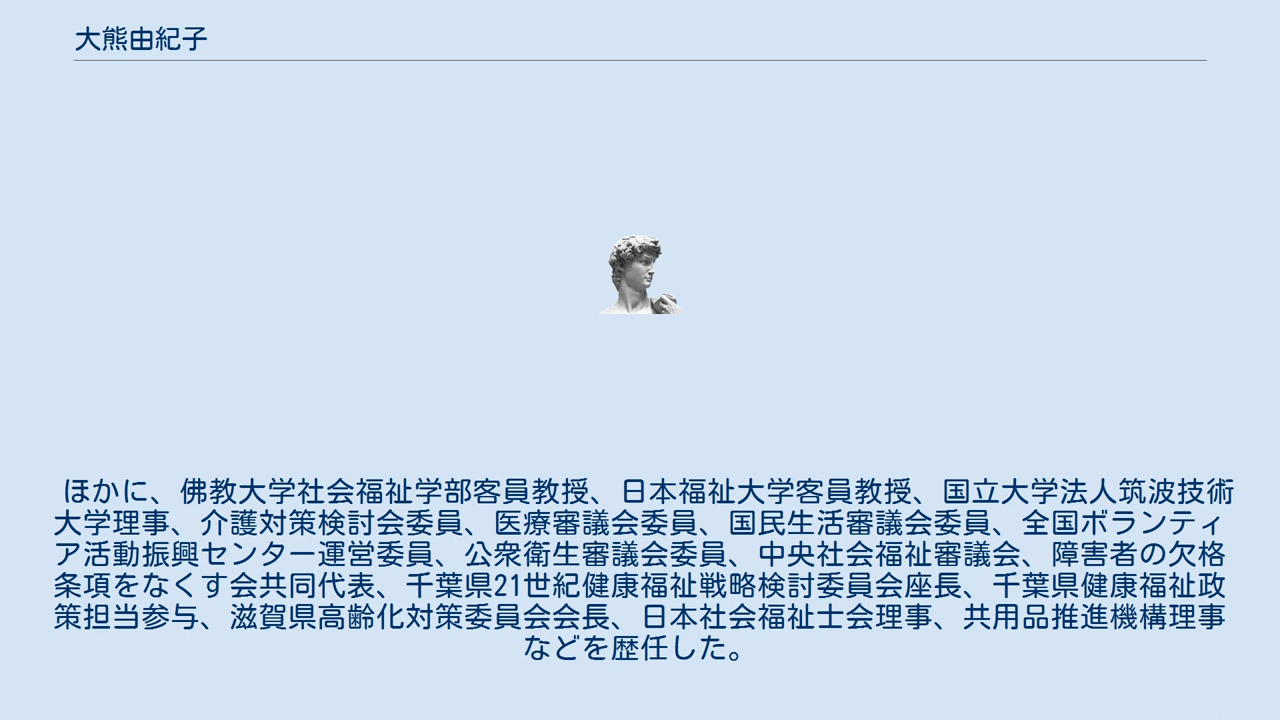 大熊由紀子
ほかに、佛教大学社会福祉学部客員教授、日本福祉大学客員教授、国立大学法人筑波技術
大学理事、介護対策検討会委員、医療審議会委員、国民生活審議会委員、全国ボランティ
ア活動振興センター運営委員、公衆衛生審議会委員、中央社会福祉審議会、障害者の欠格
条項をなくす会共同代表、千葉県21世紀健康福祉戦略検討委員会座長、千葉県健康福祉政
策担当参与、滋賀県高齢化対策委員会会長、日本社会福祉士会理事、共用品推進機構理事
などを歴任した。